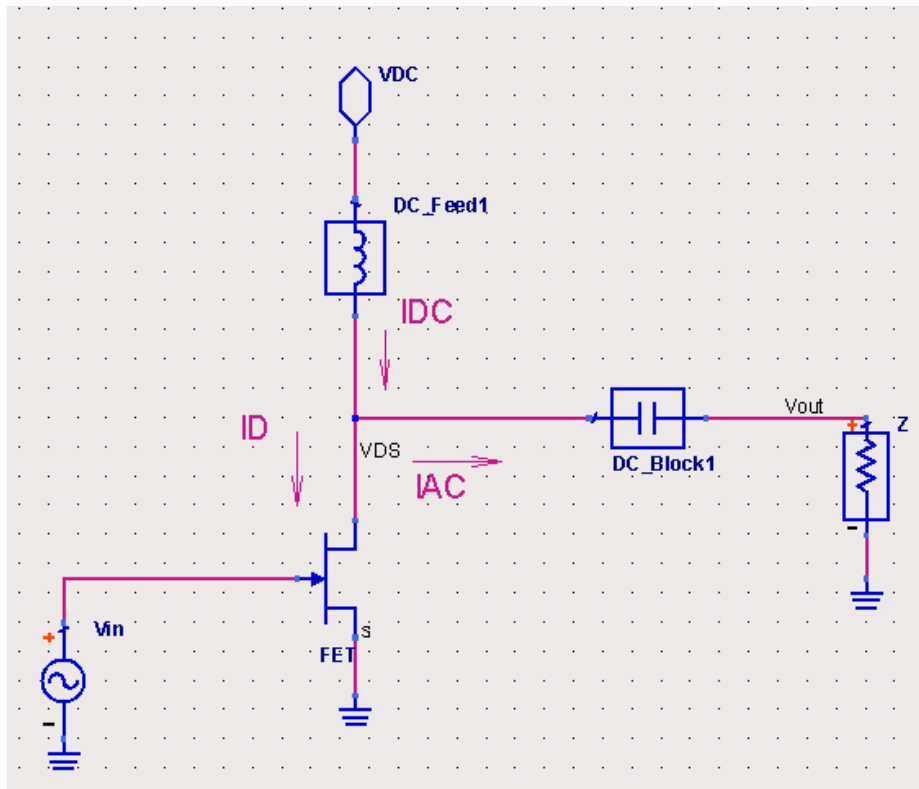 VDC
DC_Feed1
IDC
ID
VDS
IAC
DC_Block1
Vout
+
Z
-
Vin
+
-
S
FET